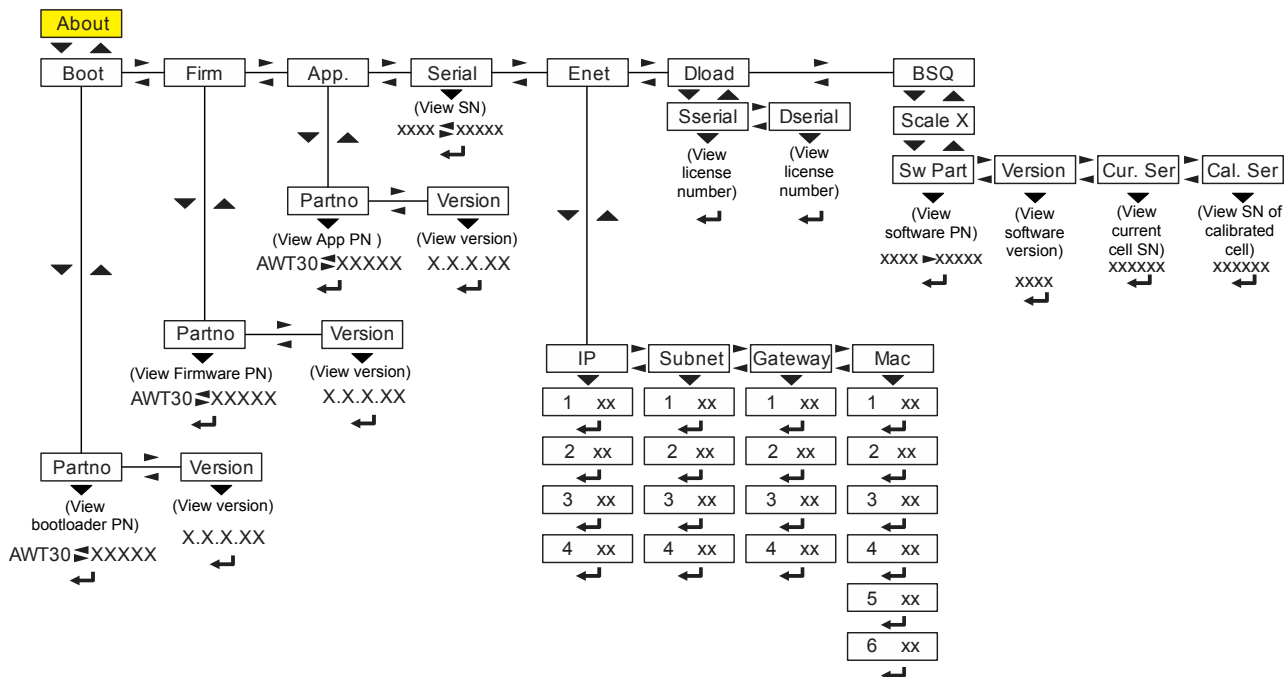 About
Boot Firm App. Serial Enet Dload BSQ
(View SN)
xxxx xxxxx
Sserial Dserial
(View
license
number)
(View
license
number)
Scale X
Sw Part Version Cur. Ser Cal. Ser
(View
software PN)
xxxx xxxxx
(View
software
version)
xxxx
(View
current
cell SN)
xxxxxx
(View SN of
calibrated
cell)
xxxxxx
Partno Version
(View App PN ) (View version)
AWT30 XXXXX X.X.X.XX
Partno Version
(View Firmware PN) (View version)
AWT30 XXXXX X.X.X.XX
Partno Version
(View
bootloader PN)
(View version)
AWT30 XXXXX X.X.X.XX
IP Subnet Gateway Mac
1 xx 1 xx 1 xx 1 xx
2 xx 2 xx 2 xx 2 xx
3 xx 3 xx 3 xx 3 xx
4 xx 4 xx 4 xx 4 xx
5 xx
6 xx